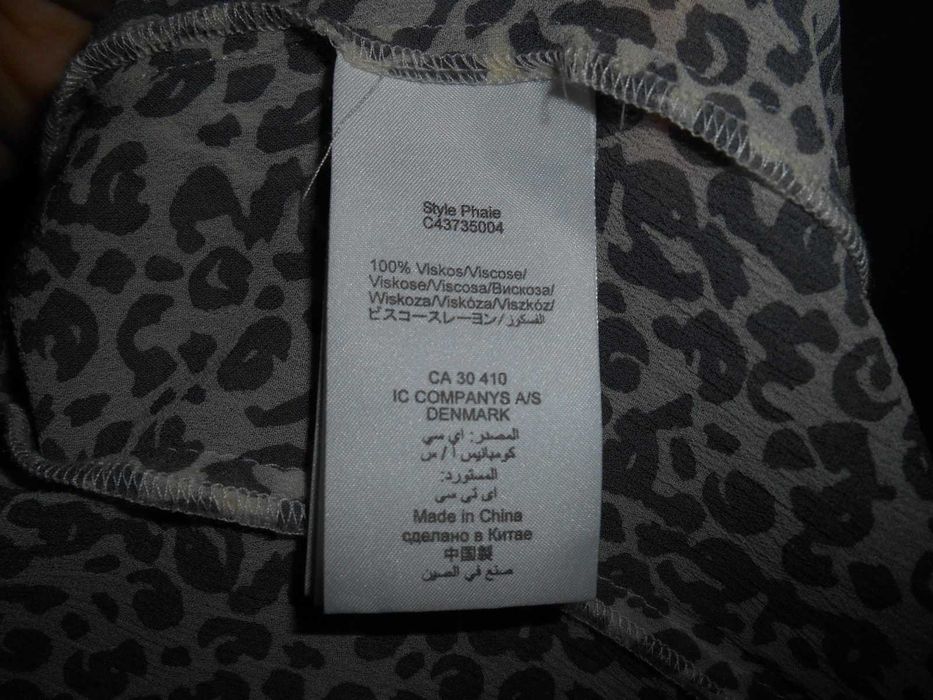 Style Phaie
C43735004
100% Viskos/Viscose/
Viskose/Viscosa/Вискоза/
Wiskoza/Viskóza/Viszkóz/
ビスコースレーヨン/الفسكوز
CA 30 410
IC COMPANYS A/S
DENMARK
المصدر: اي سي
كومبانيس ا / س
المستورد:
اي تي سي
Made in China
сделано в Китае
中国製
صنع في الصين